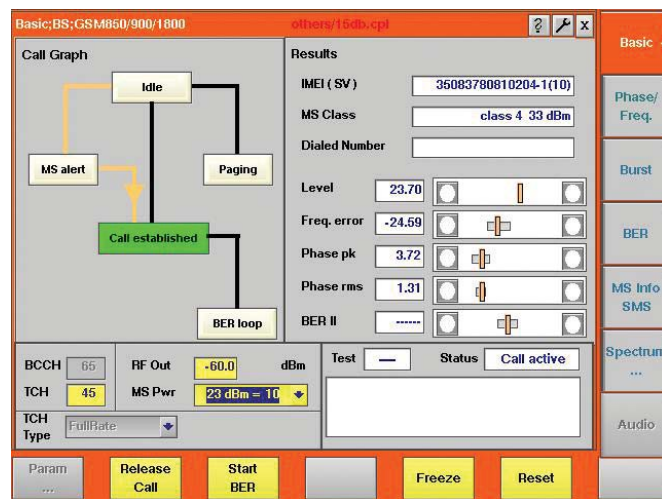 Basic;BS;GSM850/900/1800 others/15db.cpl ? x
Basic
Call Graph
Results
Idle
MS alert
Paging
Call established
BER loop
IMEI ( SV ) 35083780810204-1(10)
MS Class class 4 33 dBm
Dialed Number
Level 23.70
Freq. error -24.59
Phase pk 3.72
Phase rms 1.31
BER II ------
Phase/
Freq.
Burst
BER
MS Info
SMS
Spectrum
...
Audio
BCCH 65 RF Out -60.0 dBm
TCH 45 MS Pwr 23 dBm = 10
TCH
Type FullRate
Test — Status Call active
Param
...
Release
Call
Start
BER
Freeze
Reset